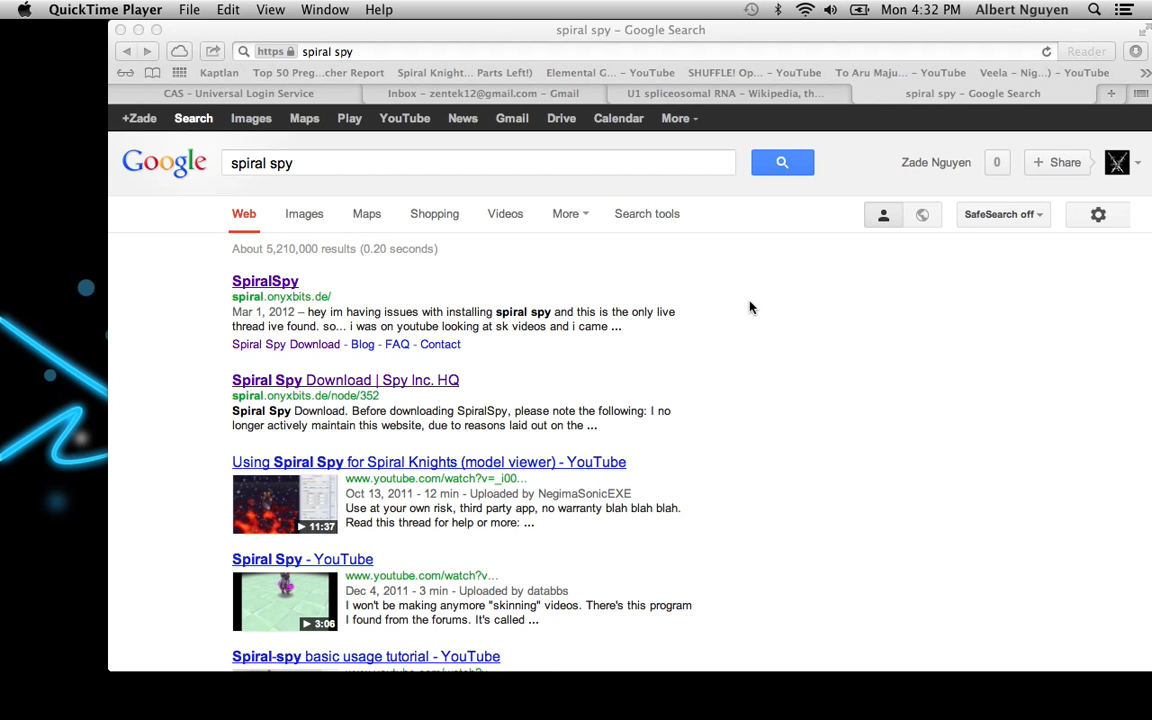 QuickTime Player File Edit View Window Help Mon 4:32 PM Albert Nguyen
spiral spy – Google Search
https spiral spy Reader
Kaptlan Top 50 Preg...cher Report Spiral Knight... Parts Left!) Elemental G... – YouTube SHUFFLE! Op... – YouTube To Aru Maju... – YouTube Veela – Nig...) – YouTube
CAS – Universal Login Service Inbox – zentek12@gmail.com – Gmail U1 spliceosomal RNA – Wikipedia, th... spiral spy – Google Search
+Zade Search Images Maps Play YouTube News Gmail Drive Calendar More
Google spiral spy Zade Nguyen 0 + Share
Web Images Maps Shopping Videos More Search tools SafeSearch off
About 5,210,000 results (0.20 seconds)
SpiralSpy
spiral.onyxbits.de/
Mar 1, 2012 – hey im having issues with installing spiral spy and this is the only live
thread ive found. so... i was on youtube looking at sk videos and i came ...
Spiral Spy Download - Blog - FAQ - Contact
Spiral Spy Download | Spy Inc. HQ
spiral.onyxbits.de/node/352
Spiral Spy Download. Before downloading SpiralSpy, please note the following: I no
longer actively maintain this website, due to reasons laid out on the ...
Using Spiral Spy for Spiral Knights (model viewer) - YouTube
www.youtube.com/watch?v=_i00...
Oct 13, 2011 - 12 min - Uploaded by NegimaSonicEXE
Use at your own risk, third party app, no warranty blah blah blah.
Read this thread for help or more: ...
11:37
Spiral Spy - YouTube
www.youtube.com/watch?v...
Dec 4, 2011 - 3 min - Uploaded by databbs
I won't be making anymore "skinning" videos. There's this program
I found from the forums. It's called ...
3:06
Spiral-spy basic usage tutorial - YouTube